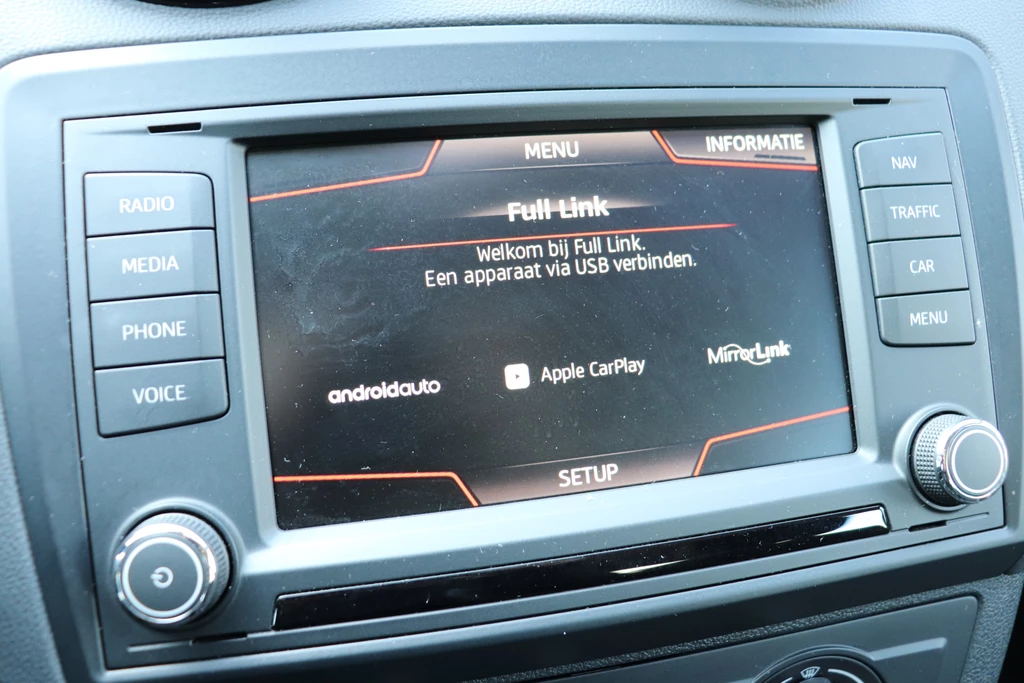 MENU
INFORMATIE
Full Link
Welkom bij Full Link.
Een apparaat via USB verbinden.
androidauto
Apple CarPlay
MirrorLink
SETUP
RADIO
MEDIA
PHONE
VOICE
NAV
TRAFFIC
CAR
MENU